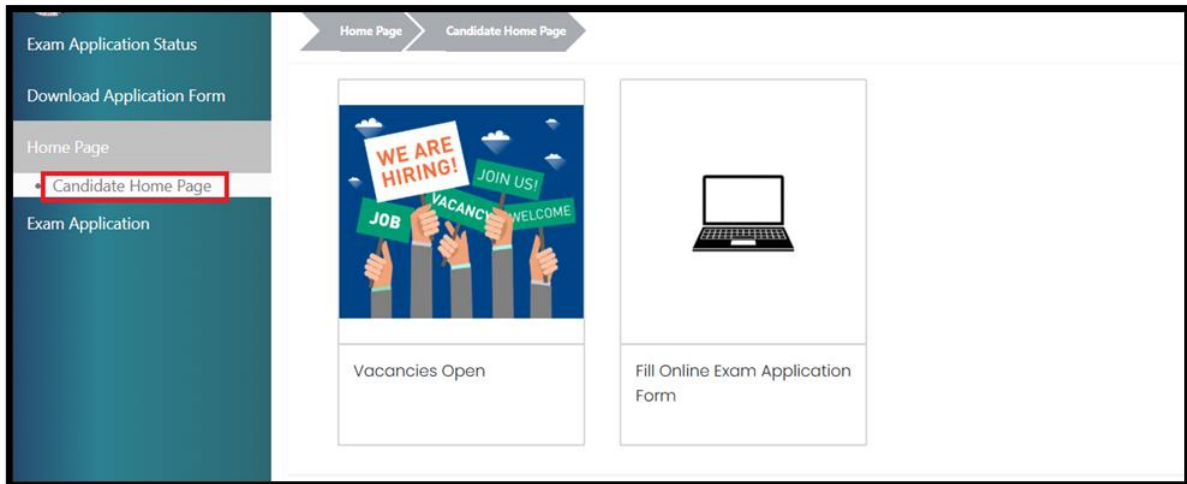 Exam Application Status
Download Application Form
Home Page
Candidate Home Page
Exam Application
Home Page
Candidate Home Page
WE ARE
HIRING!
JOIN US!
JOB
VACANCY
WELCOME
Vacancies Open
Fill Online Exam Application
Form